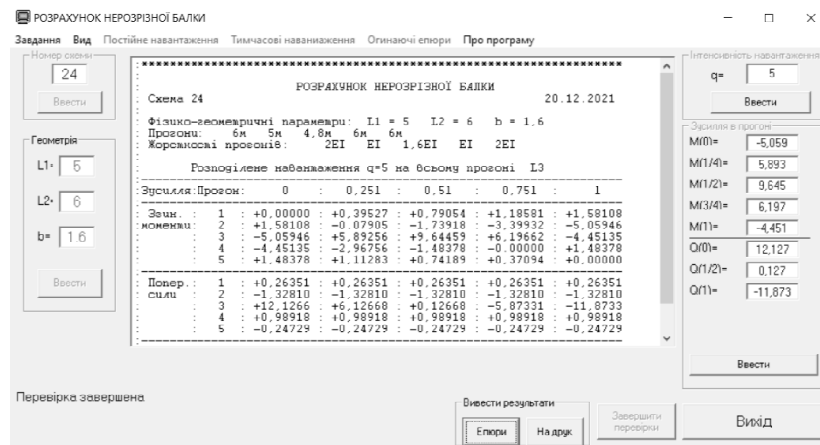 РОЗРАХУНОК НЕРОЗРІЗНОЇ БАЛКИ
Завдання Вид Постійне навантаження Тимчасові наваниаження Огинаючі епюри Про програму
Номер схеми
24
Ввести
Геометрія
L1= 5
L2= 6
b= 1.6
Ввести
РОЗРАХУНОК НЕРОЗРІЗНОЇ БАЛКИ
Схема 24 20.12.2021
Фізико-геометричні параметри: L1 = 5 L2 = 6 b = 1,6
Прогони: 6м 5м 4,8м 6м 6м
Жорсткості прогонів: 2EI EI 1,6EI EI 2EI
Розподілене навантаження q=5 на всьому прогоні L3
Зусилля:Прогон: 0 : 0,251 : 0,51 : 0,751 : 1
Згин. : 1 : +0,00000 : +0,39527 : +0,79054 : +1,18581 : +1,58108
моменти: 2 : +1,58108 : -0,07905 : -1,73918 : -3,39932 : -5,05946
: 3 : -5,05946 : +5,89256 : +9,64459 : +6,19662 : -4,45135
: 4 : -4,45135 : -2,96756 : -1,48378 : -0,00000 : +1,48378
: 5 : +1,48378 : +1,11283 : +0,74189 : +0,37094 : +0,00000
Попер.: 1 : +0,26351 : +0,26351 : +0,26351 : +0,26351 : +0,26351
сили : 2 : -1,32810 : -1,32810 : -1,32810 : -1,32810 : -1,32810
: 3 : +12,1266 : +6,12668 : +0,12668 : -5,87331 : -11,8733
: 4 : +0,98918 : +0,98918 : +0,98918 : +0,98918 : +0,98918
: 5 : -0,24729 : -0,24729 : -0,24729 : -0,24729 : -0,24729
Інтенсивність навантаження
q= 5
Ввести
Зусилля в прогоні
M(0)= -5,059
M(1/4)= 5,893
M(1/2)= 9,645
M(3/4)= 6,197
M(1)= -4,451
Q(0)= 12,127
Q(1/2)= 0,127
Q(1)= -11,873
Ввести
Перевірка завершена
Вивести результати
Епюри На друк
Завершити перевірки
Вихід